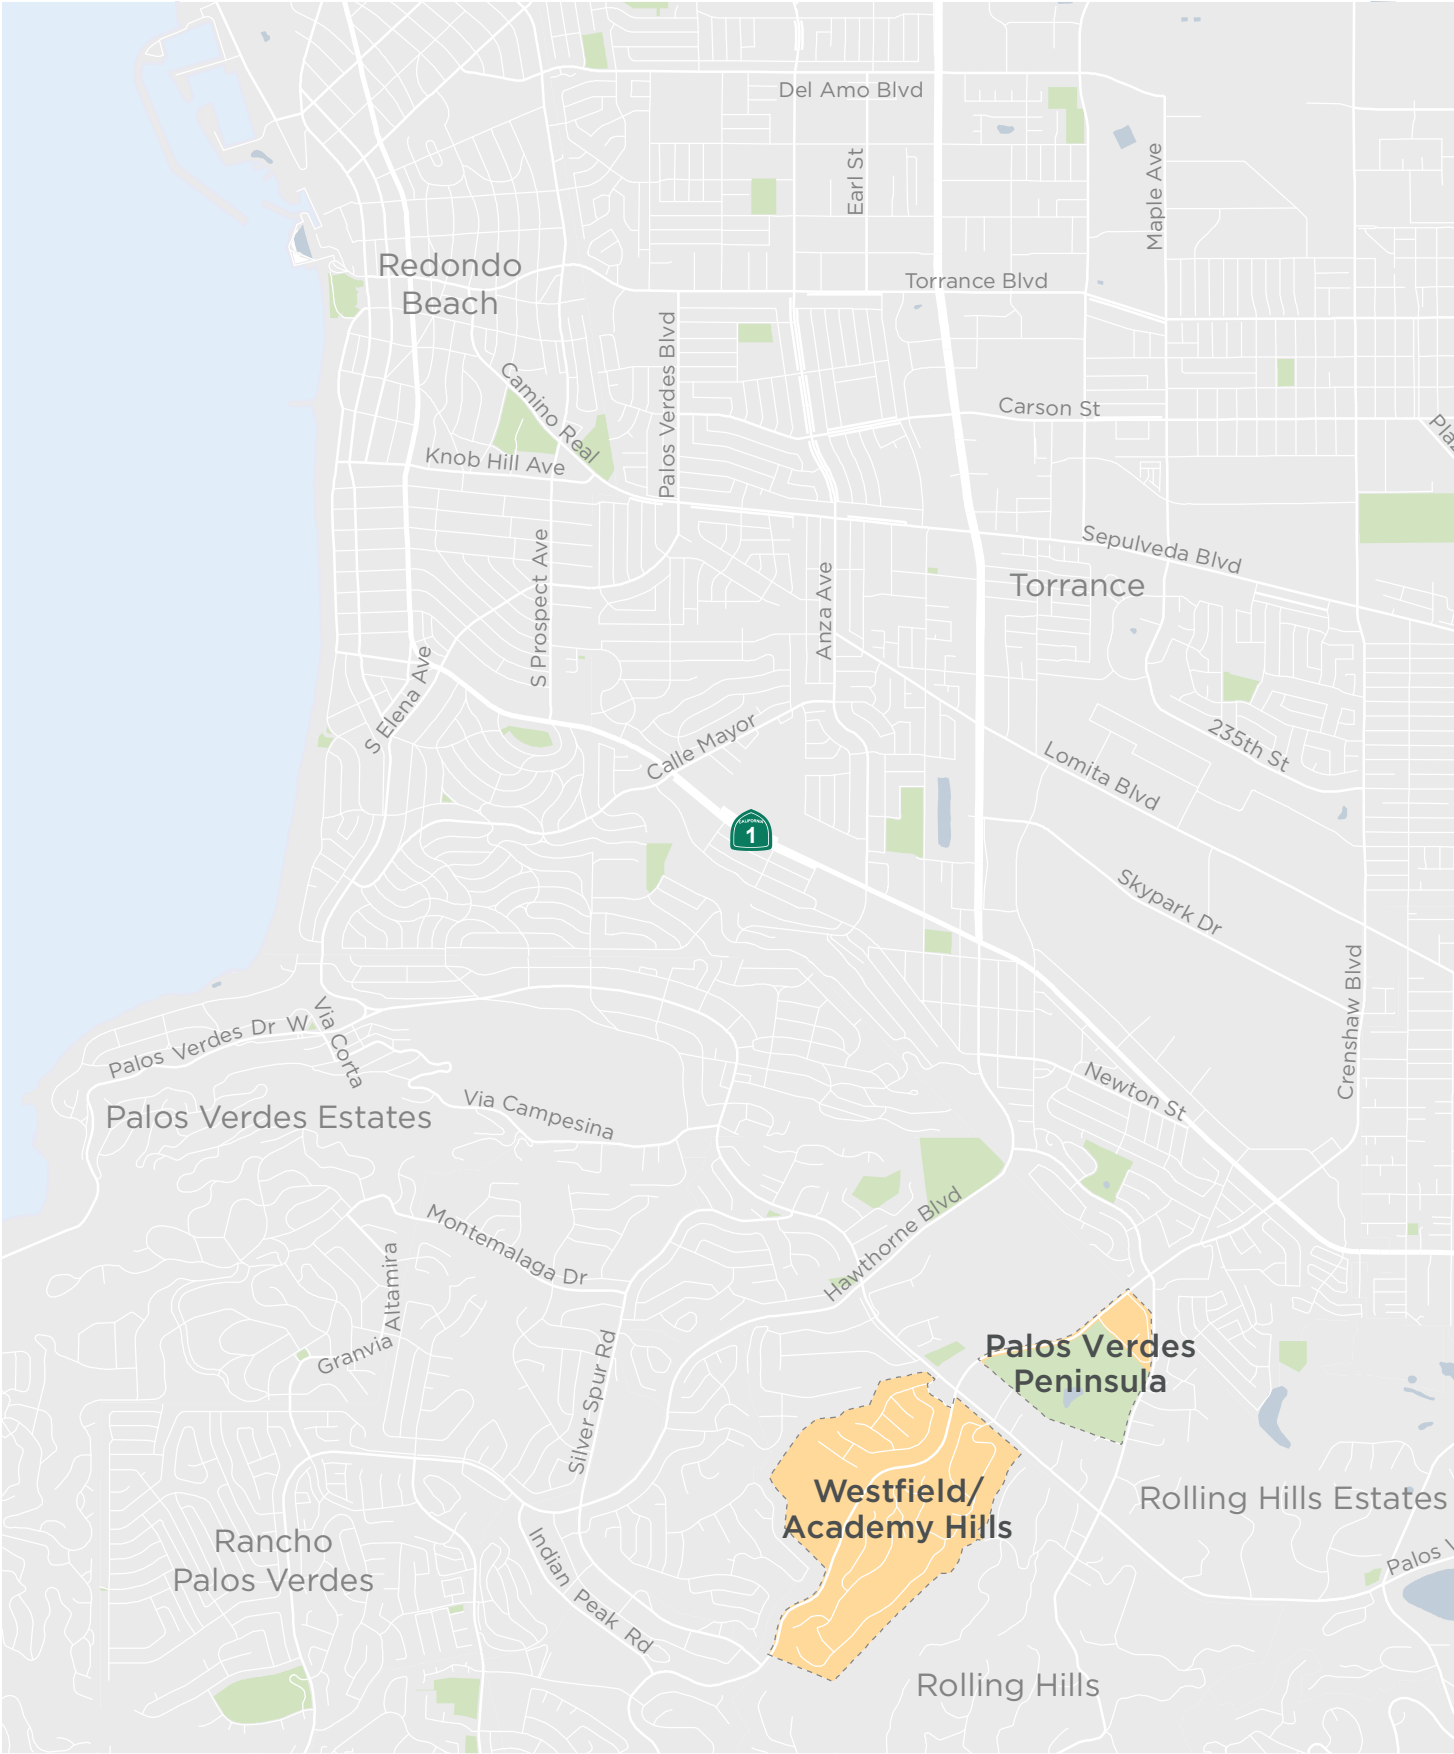 Del Amo Blvd
Earl St
Maple Ave
Redondo
Beach
Torrance Blvd
Palos Verdes Blvd
Camino Real
Carson St
Knob Hill Ave
Sepulveda Blvd
S Prospect Ave
Anza Ave
Torrance
S Elena Ave
Calle Mayor
235th St
Lomita Blvd
CALIFORNIA
1
Skypark Dr
Crenshaw Blvd
Palos Verdes Dr W
Via Corta
Newton St
Palos Verdes Estates
Via Campesina
Hawthorne Blvd
Montemalaga Dr
Granvia Altamira
Silver Spur Rd
Palos Verdes
Peninsula
Westfield/
Academy Hills
Rolling Hills Estates
Rancho
Palos Verdes
Indian Peak Rd
Palos
Rolling Hills